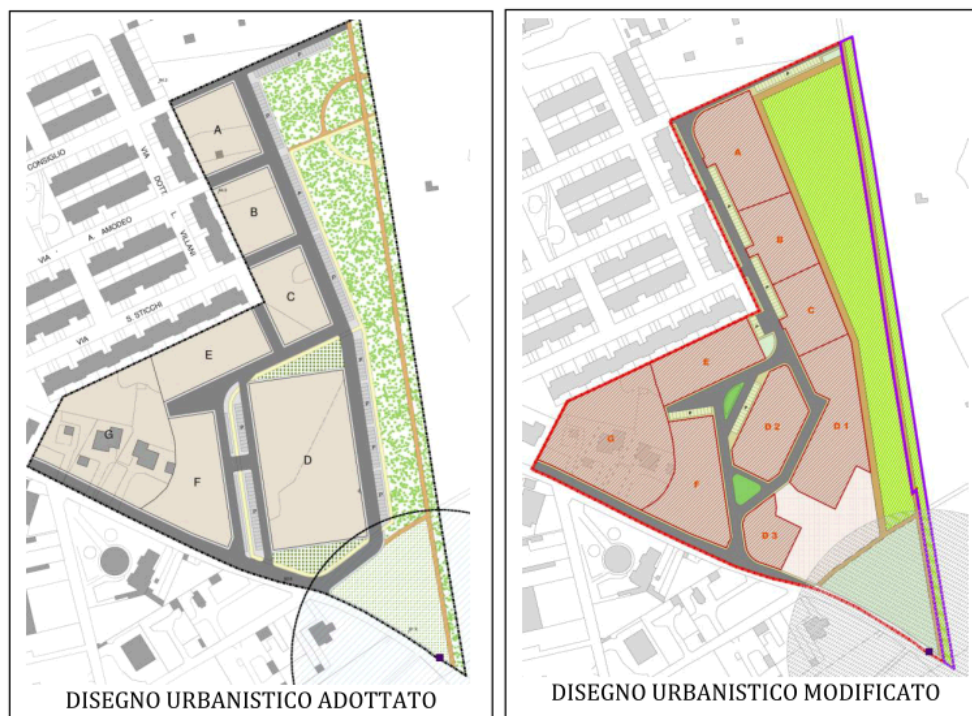 A
B
C
D
E
F
G
CONSIGLIO
VIA
DOTT.
L.
VILLANI
VIA
A. AMODEO
VIA
S. STICCHI
DISEGNO URBANISTICO ADOTTATO
A
B
C
E
D 2
D 1
G
F
D 3
DISEGNO URBANISTICO MODIFICATO